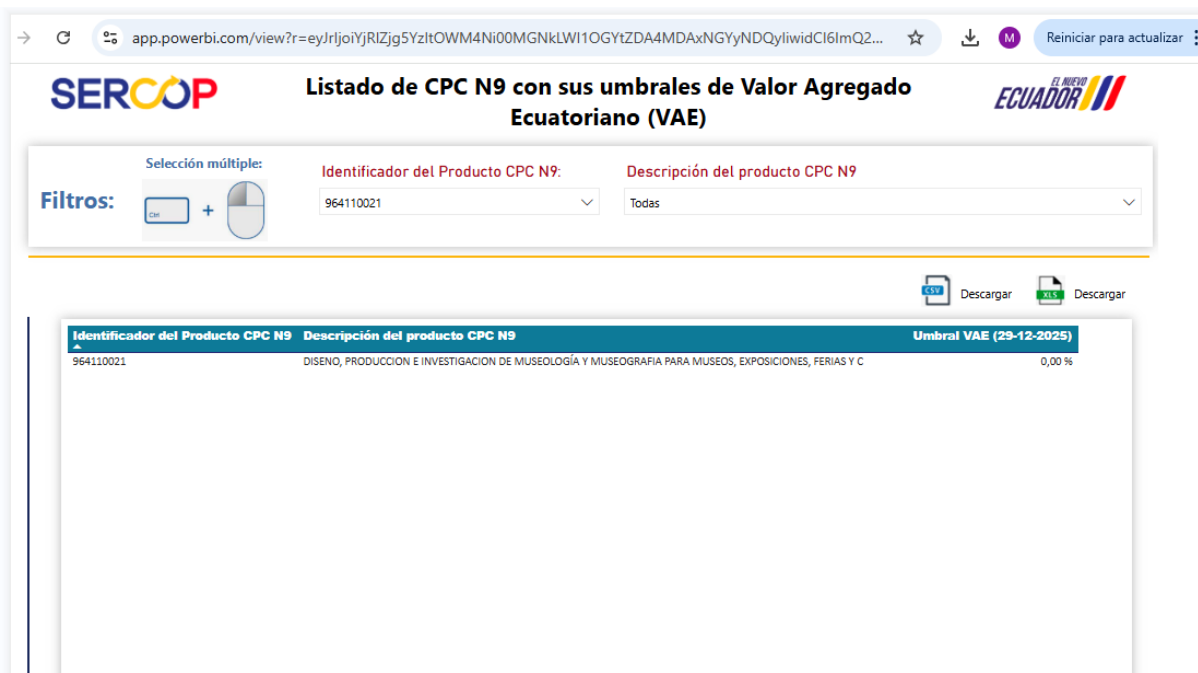 app.powerbi.com/view?r=eyJrIjoiYjRlZjg5YzItOWM4Ni00MGNkLWI1OGYtZDA4MDAxNGYyNDQyIiwidCI6ImQ2...
M
Reiniciar para actualizar
SERCOP
Listado de CPC N9 con sus umbrales de Valor Agregado
Ecuatoriano (VAE)
EL NUEVO
ECUADOR
Filtros:
Selección múltiple:
Ctrl
+
Identificador del Producto CPC N9:
964110021
Descripción del producto CPC N9
Todas
CSV
Descargar
XLS
Descargar
Identificador del Producto CPC N9 Descripción del producto CPC N9 Umbral VAE (29-12-2025)
964110021 DISENO, PRODUCCION E INVESTIGACION DE MUSEOLOGÍA Y MUSEOGRAFIA PARA MUSEOS, EXPOSICIONES, FERIAS Y C 0,00 %